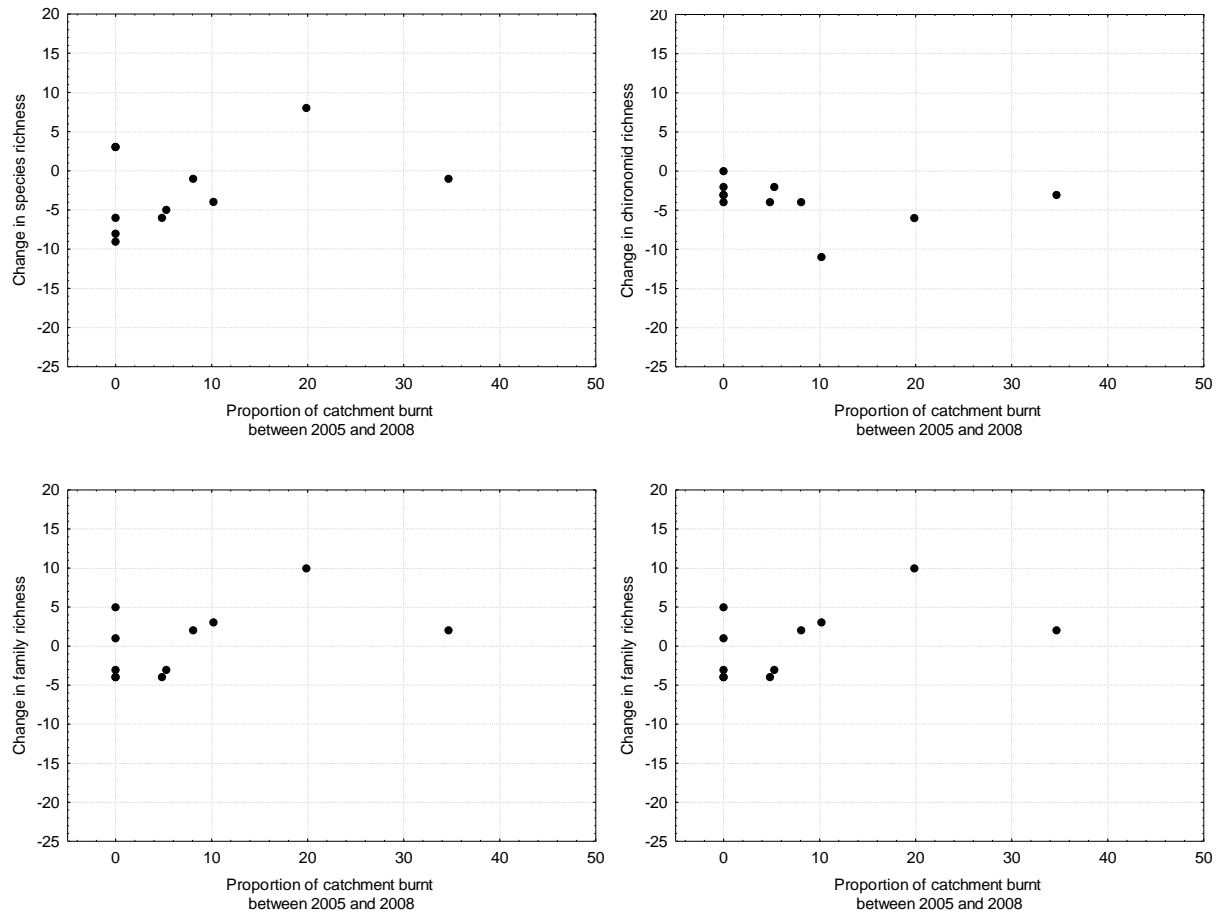 20
15
10
5
0
-5
-10
-15
-20
-25
Change in species richness
0 10 20 30 40 50
Proportion of catchment burnt
between 2005 and 2008
20
15
10
5
0
-5
-10
-15
-20
-25
Change in chironomid richness
0 10 20 30 40 50
Proportion of catchment burnt
between 2005 and 2008
20
15
10
5
0
-5
-10
-15
-20
-25
Change in family richness
0 10 20 30 40 50
Proportion of catchment burnt
between 2005 and 2008
20
15
10
5
0
-5
-10
-15
-20
-25
Change in family richness
0 10 20 30 40 50
Proportion of catchment burnt
between 2005 and 2008